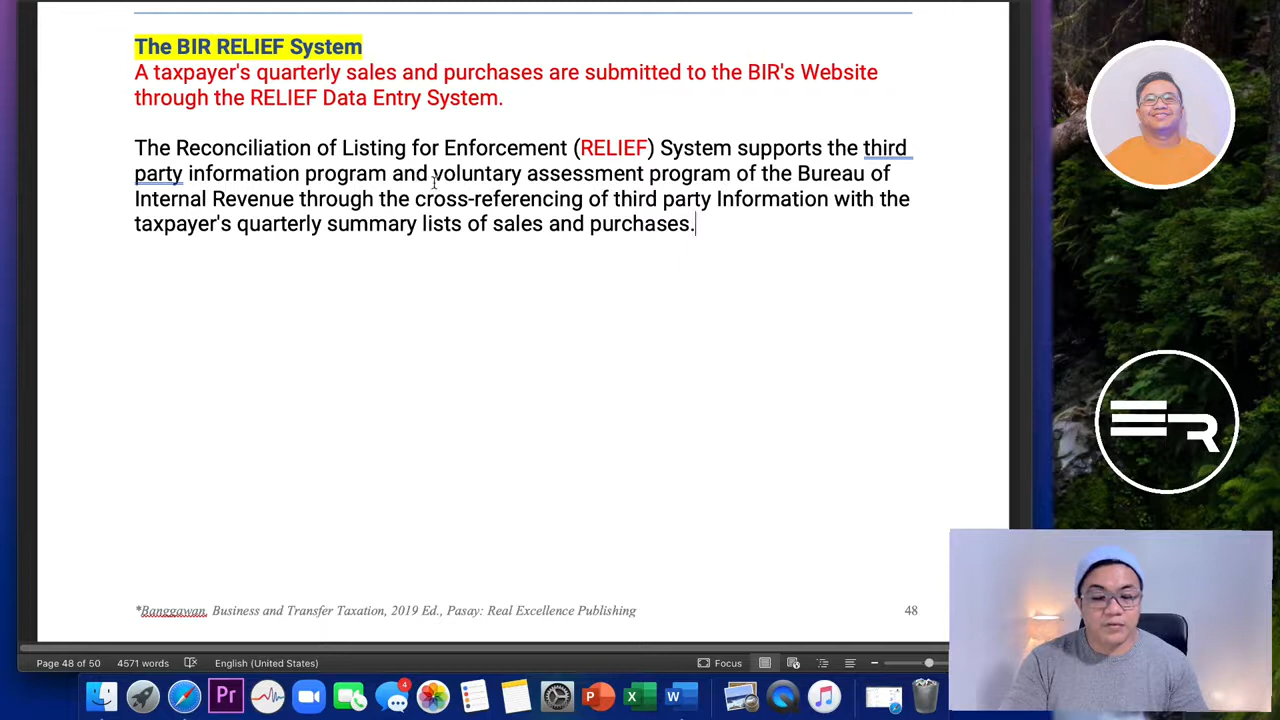 The BIR RELIEF System
A taxpayer's quarterly sales and purchases are submitted to the BIR's Website
through the RELIEF Data Entry System.
The Reconciliation of Listing for Enforcement (RELIEF) System supports the third
party information program and voluntary assessment program of the Bureau of
Internal Revenue through the cross-referencing of third party Information with the
taxpayer's quarterly summary lists of sales and purchases.
ER
*Banggawan, Business and Transfer Taxation, 2019 Ed., Pasay: Real Excellence Publishing
48
Page 48 of 50
4571 words
English (United States)
Focus
Pr
4
P
X
W